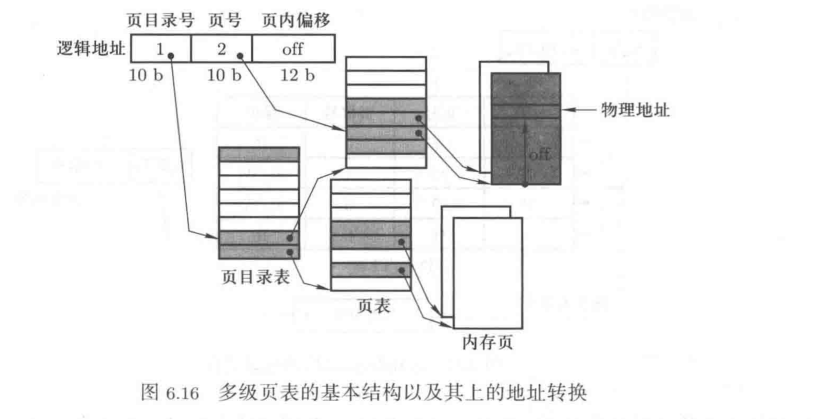 页目录号 页号 页内偏移
逻辑地址 1 2 off
10 b 10 b 12 b
物理地址
off
页目录表
页表
内存页
图 6.16 多级页表的基本结构以及其上的地址转换